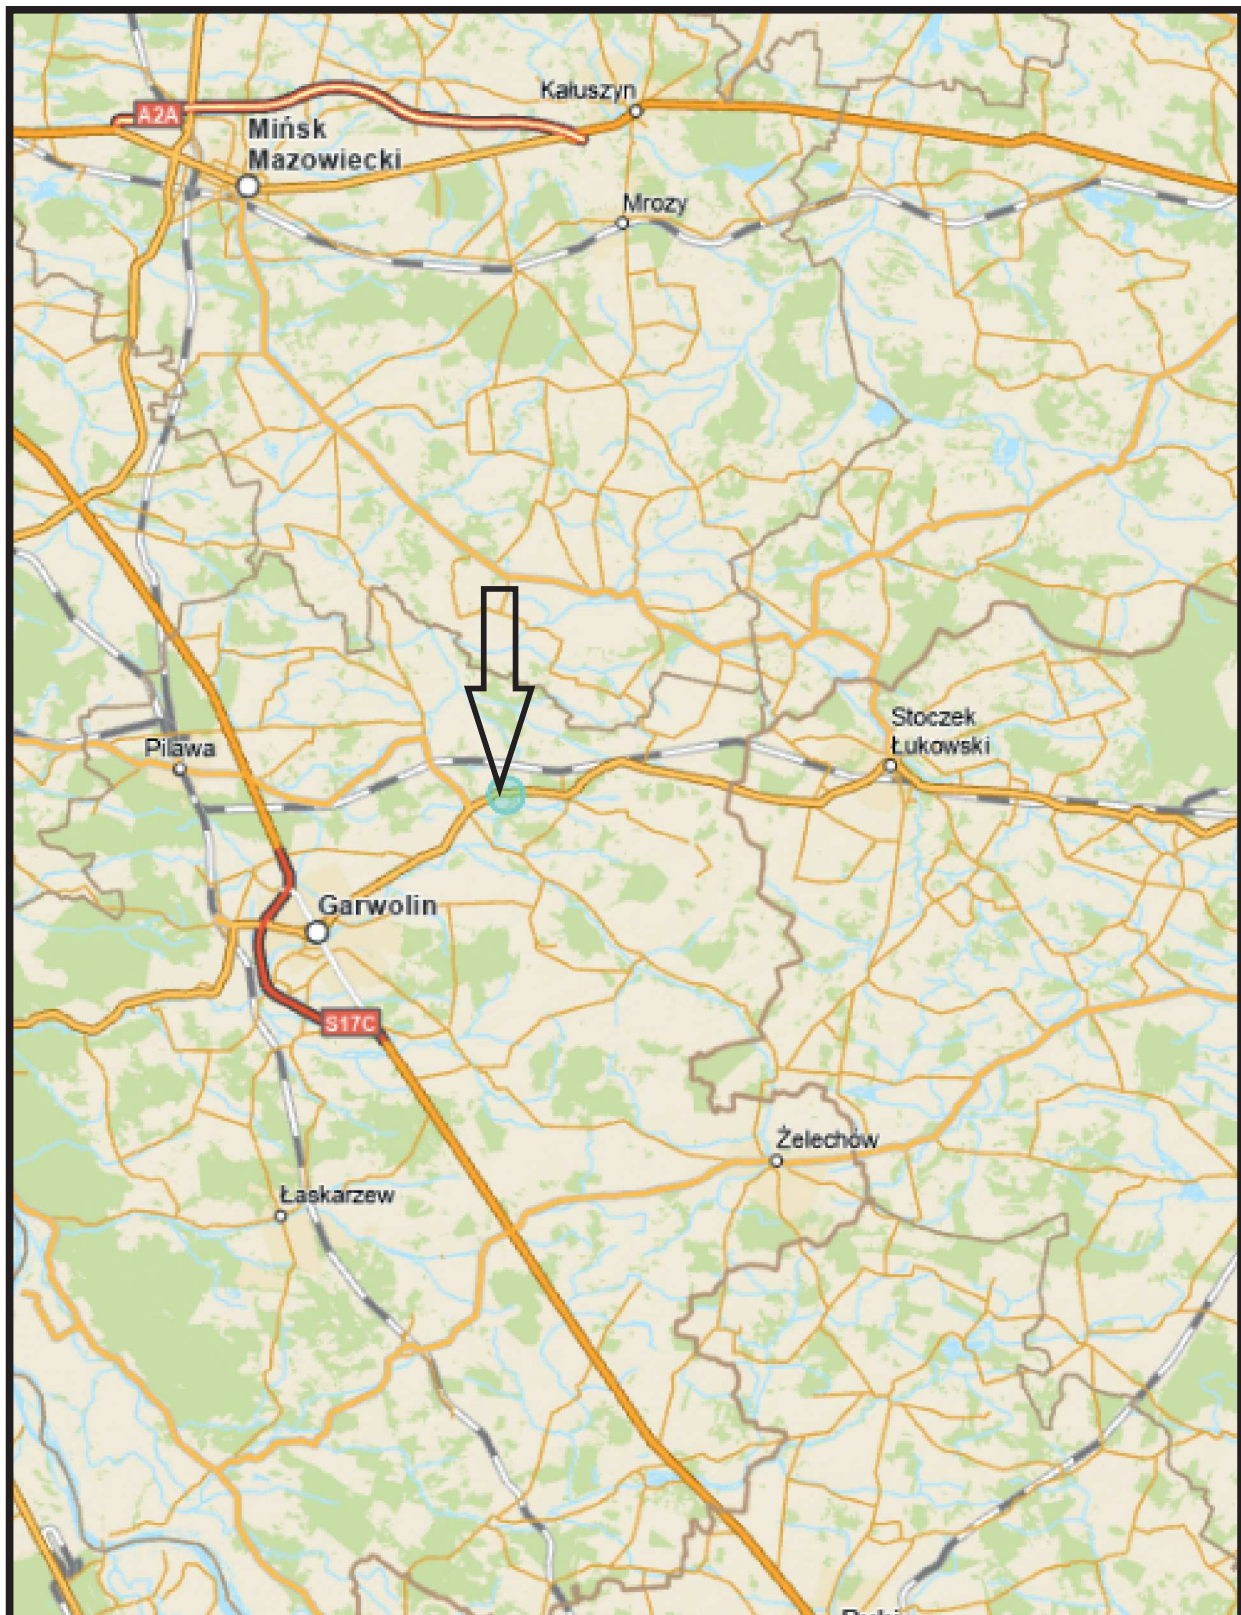 Kałuszyn
A2A
Mińsk
Mazowiecki
Mrozy
Stoczek
Łukowski
Pilawa
Garwolin
S17C
Żelechów
Łaskarzew